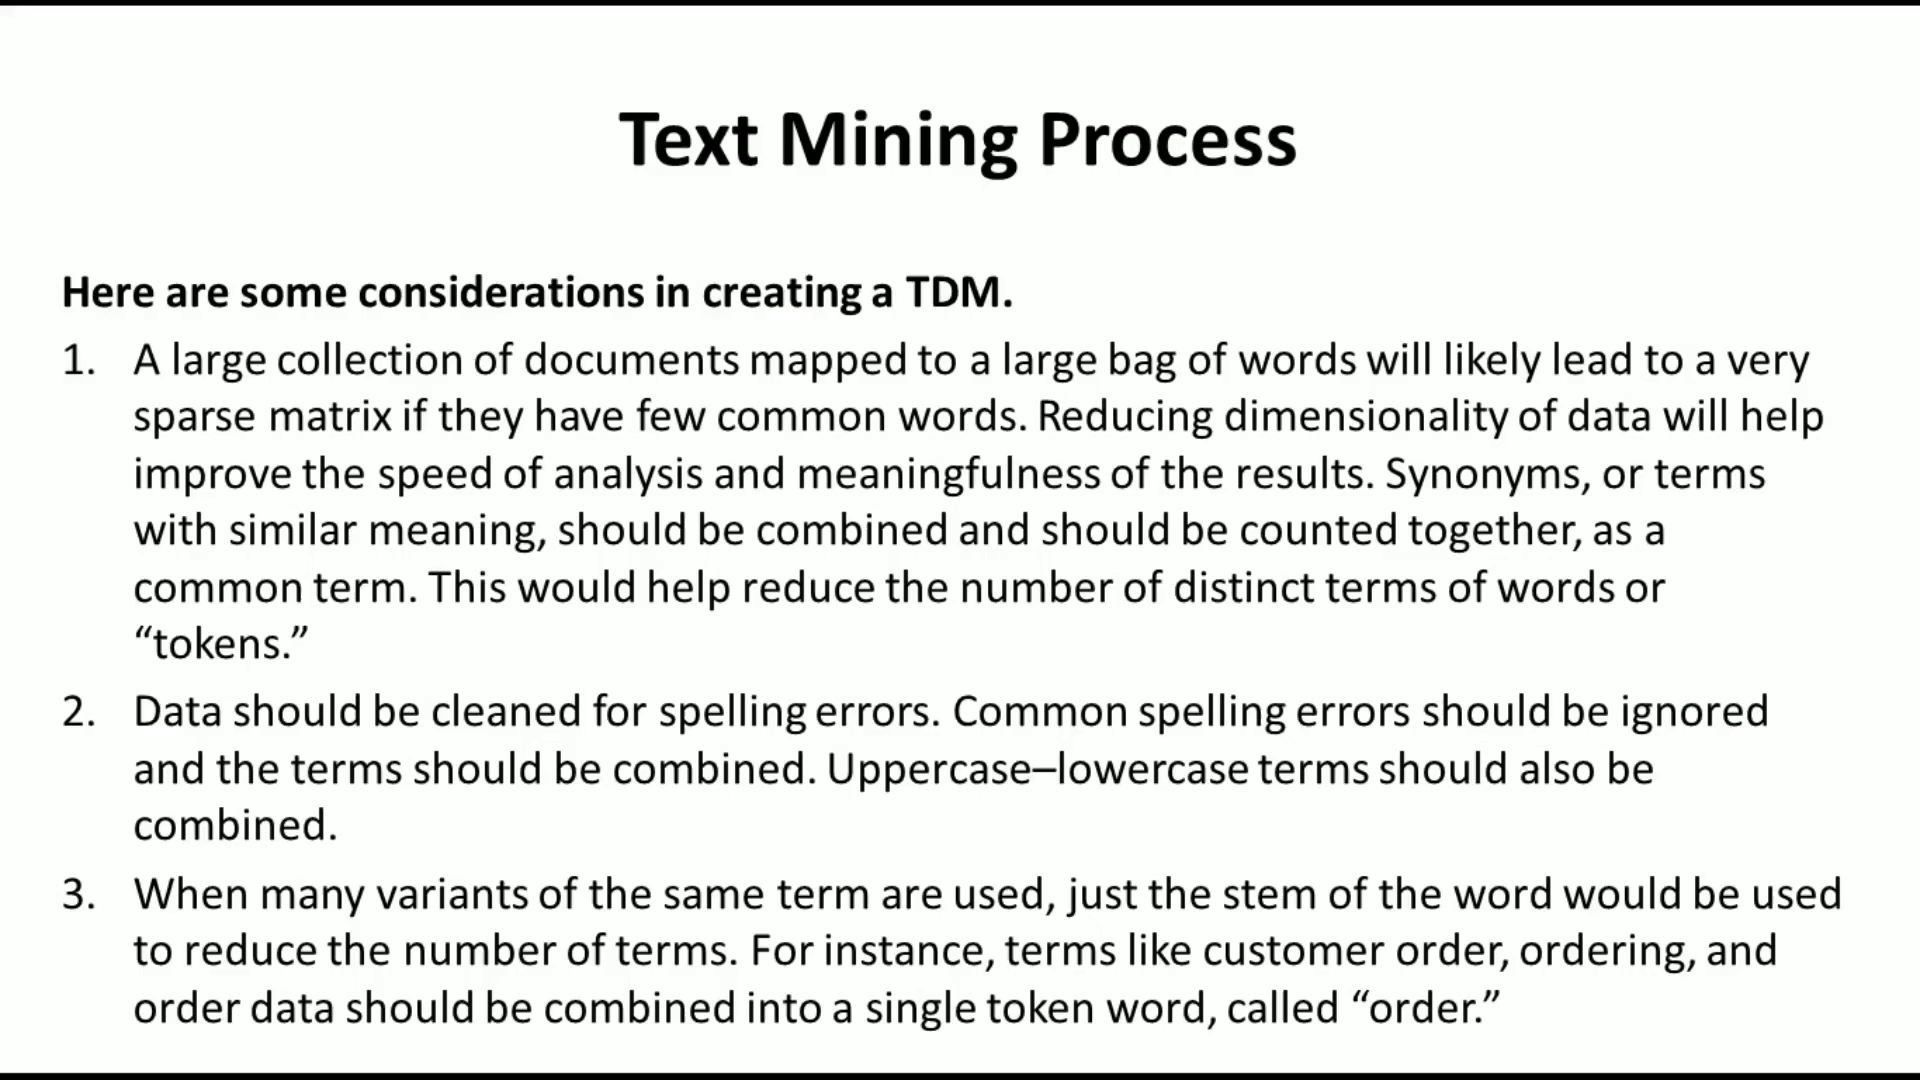 Text Mining Process
Here are some considerations in creating a TDM.
1. A large collection of documents mapped to a large bag of words will likely lead to a very
sparse matrix if they have few common words. Reducing dimensionality of data will help
improve the speed of analysis and meaningfulness of the results. Synonyms, or terms
with similar meaning, should be combined and should be counted together, as a
common term. This would help reduce the number of distinct terms of words or
“tokens.”
2. Data should be cleaned for spelling errors. Common spelling errors should be ignored
and the terms should be combined. Uppercase–lowercase terms should also be
combined.
3. When many variants of the same term are used, just the stem of the word would be used
to reduce the number of terms. For instance, terms like customer order, ordering, and
order data should be combined into a single token word, called “order.”